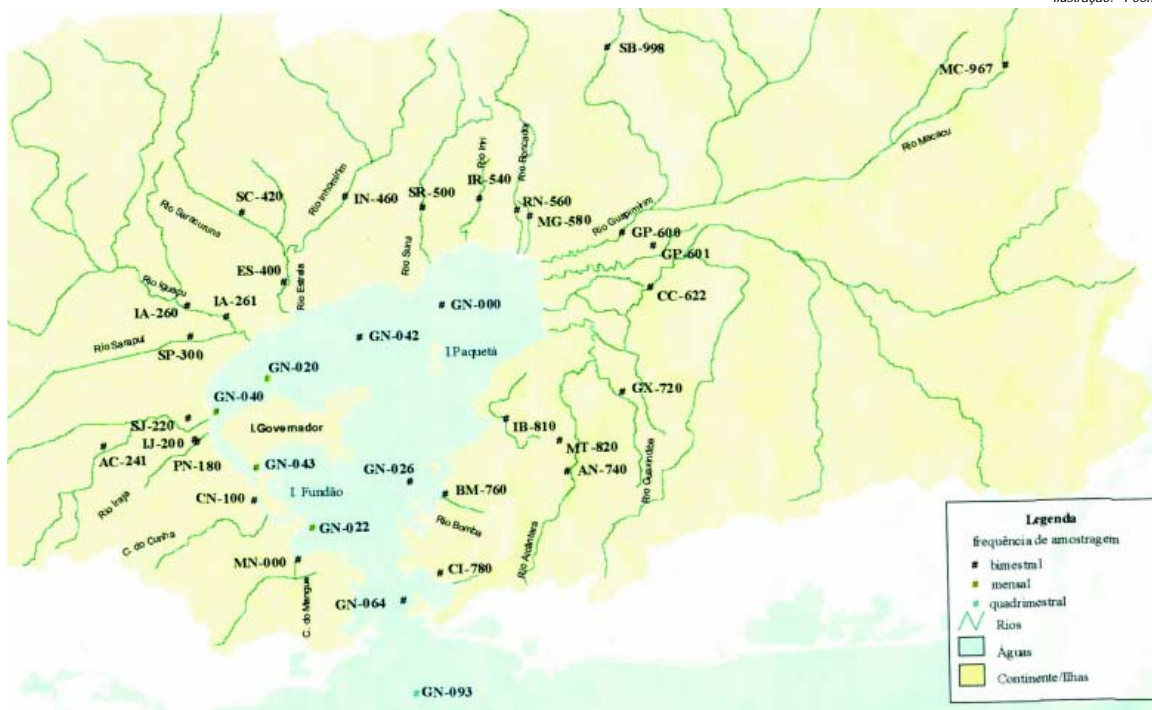 SB-998
MC-967
Rio Macacu
Rio Roncador
Rio Iriri
IR-540
SC-420
Rio Inhomirim
IN-460
SR-500
RN-560
MG-580
Rio Saracuruna
Rio Guapimirim
GP-600
GP-601
Rio Suruí
ES-400
Rio Estrela
CC-622
Rio Iguaçu
IA-261
IA-260
GN-000
Rio Sarapuí
SP-300
GN-042
I.Paquetá
GN-020
GX-720
GN-040
SJ-220
I.Governador
IB-810
IJ-200
MT-820
AC-241
PN-180
GN-043
GN-026
AN-740
Rio Guaxindiba
I. Fundão
BM-760
Rio Irajá
CN-100
Rio Bomba
GN-022
C. do Cunha
Rio Alcântara
MN-000
CI-780
C. do Mangue
GN-064
GN-093
Legenda
frequência de amostragem
bimestral
mensal
quadrimestral
Rios
Águas
Continente/Ilhas